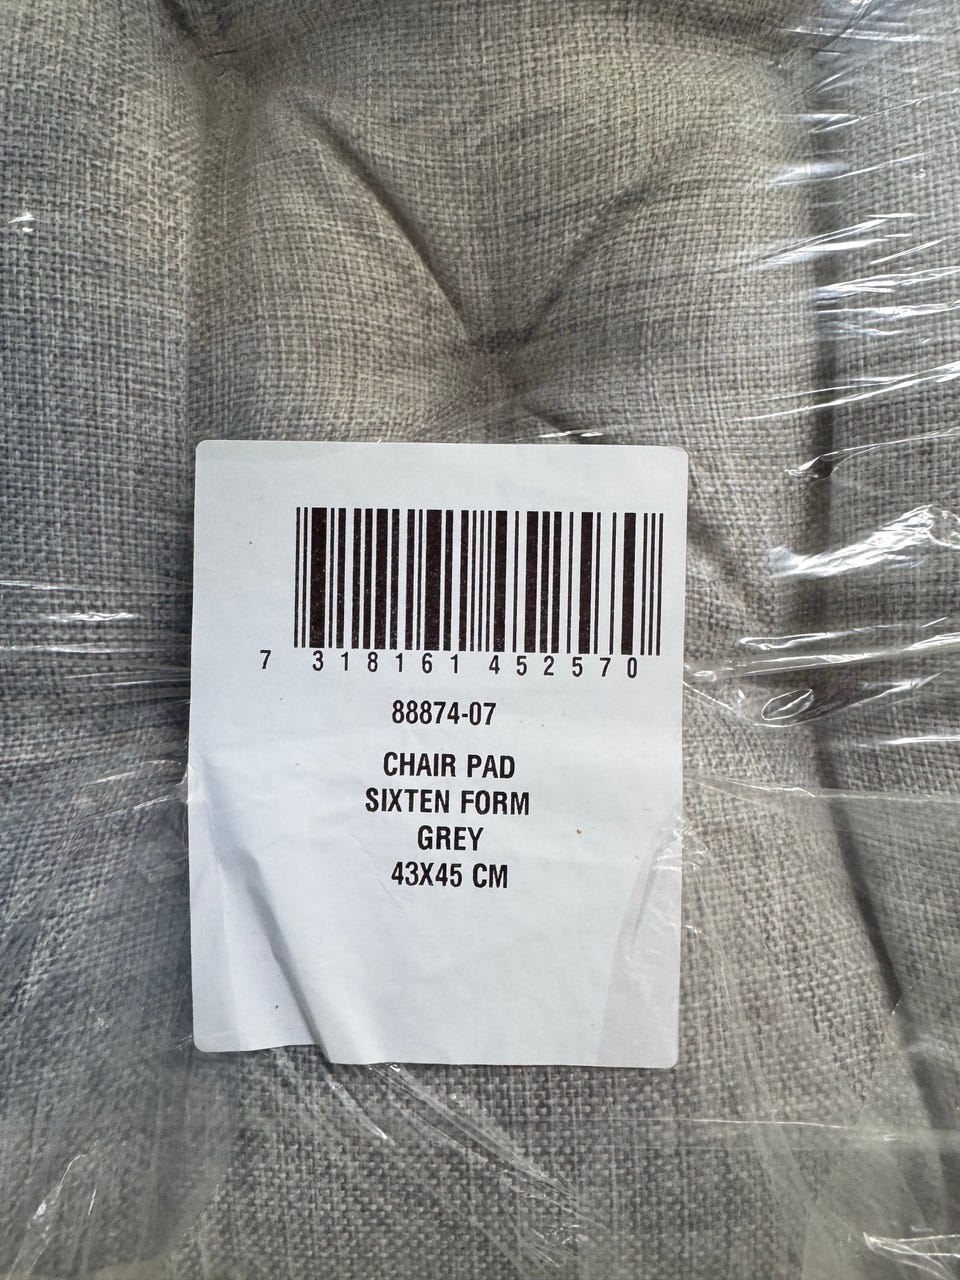 7 318161 452570
88874-07
CHAIR PAD
SIXTEN FORM
GREY
43X45 CM